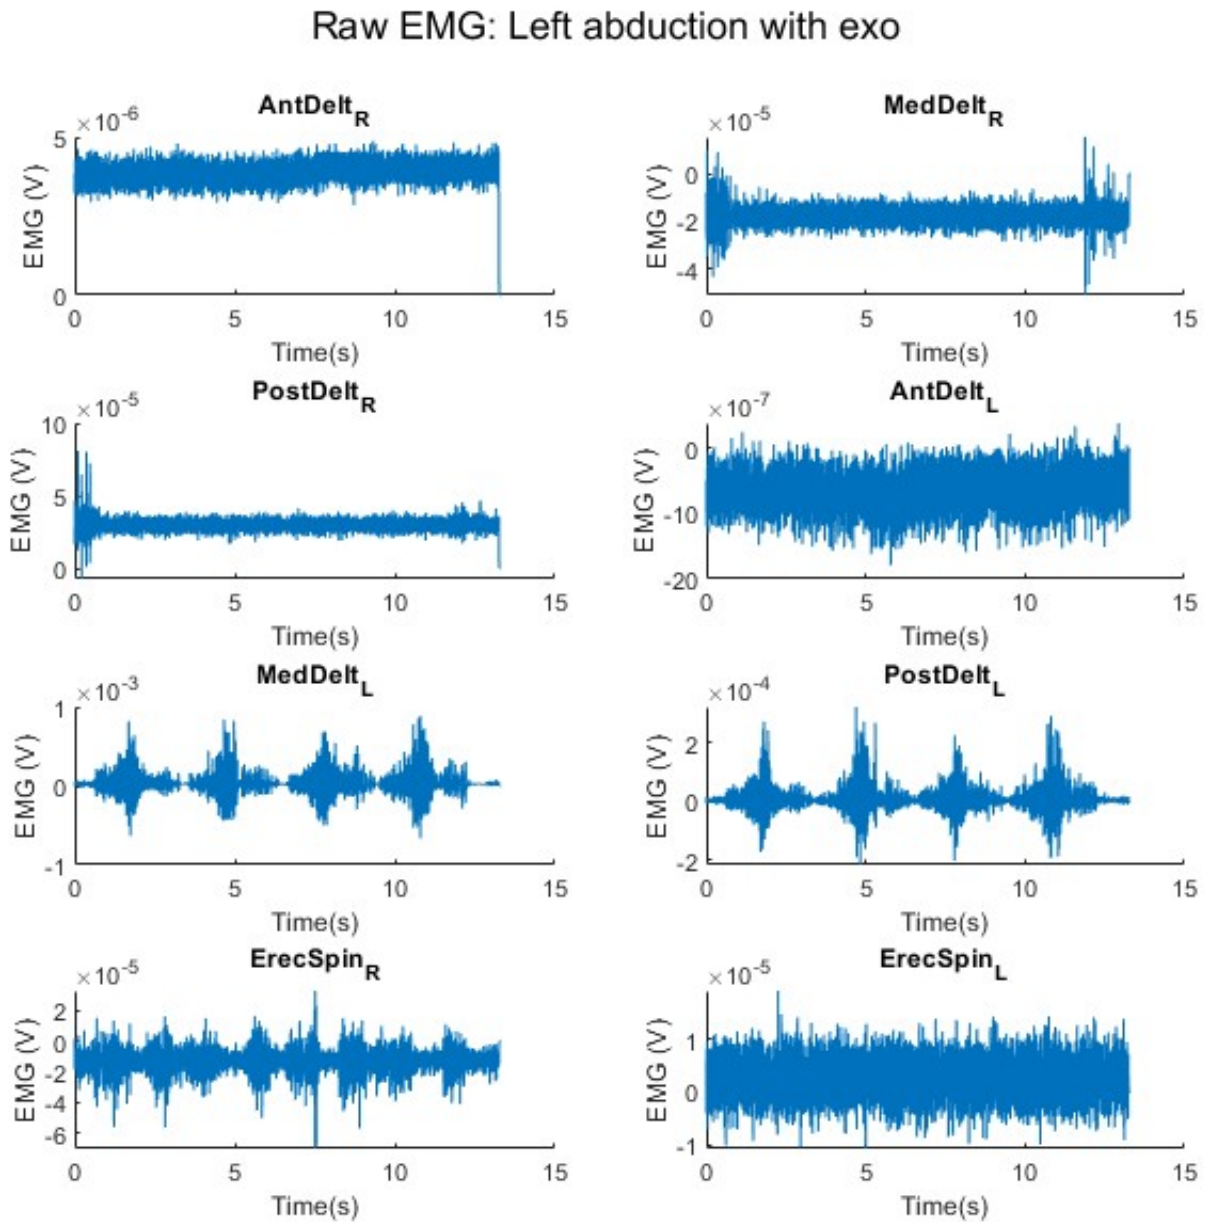 Raw EMG: Left abduction with exo
AntDelt_R
×10^-6
5
0
EMG (V)
0 5 10 15
Time(s)
MedDelt_R
×10^-5
0
-2
-4
EMG (V)
0 5 10 15
Time(s)
PostDelt_R
×10^-5
10
5
0
EMG (V)
0 5 10 15
Time(s)
AntDelt_L
×10^-7
0
-10
-20
EMG (V)
0 5 10 15
Time(s)
MedDelt_L
×10^-3
1
0
-1
EMG (V)
0 5 10 15
Time(s)
PostDelt_L
×10^-4
2
0
-2
EMG (V)
0 5 10 15
Time(s)
ErecSpin_R
×10^-5
2
0
-2
-4
-6
EMG (V)
0 5 10 15
Time(s)
ErecSpin_L
×10^-5
1
0
-1
EMG (V)
0 5 10 15
Time(s)